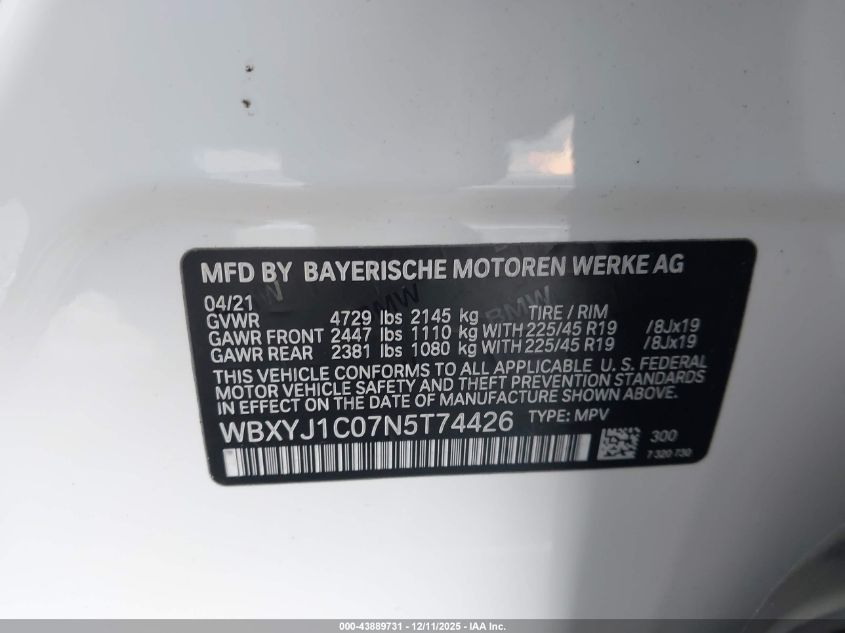 MFD BY BAYERISCHE MOTOREN WERKE AG
04/21
GVWR 4729 lbs 2145 kg TIRE / RIM
GAWR FRONT 2447 lbs 1110 kg WITH 225/45 R19 /8Jx19
GAWR REAR 2381 lbs 1080 kg WITH 225/45 R19 /8Jx19
THIS VEHICLE CONFORMS TO ALL APPLICABLE U. S. FEDERAL
MOTOR VEHICLE SAFETY AND THEFT PREVENTION STANDARDS
IN EFFECT ON THE DATE OF MANUFACTURE SHOWN ABOVE.
WBXYJ1C07N5T74426 TYPE: MPV
300
7 320 730
BMW BMW
000-43889731 - 12/11/2025 - IAA Inc.